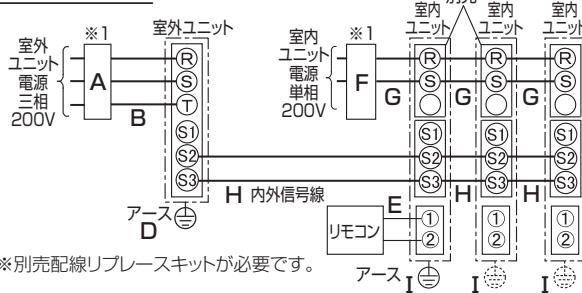 室外ユニット
※1
室外
ユニット
電源
三相
200V
A
B
R
S
T
S1
S2
S3
アース
D
H 内外信号線
室内
ユニット
電源
単相
200V
※1
F
G
G
G
室内
ユニット
室内
ユニット
室内
ユニット
R
S
S1
S2
S3
①
②
R
S
S1
S2
S3
①
②
R
S
S1
S2
S3
①
②
H
H
E
リモコン
アース I
I
I
※別売配線リプレースキットが必要です。